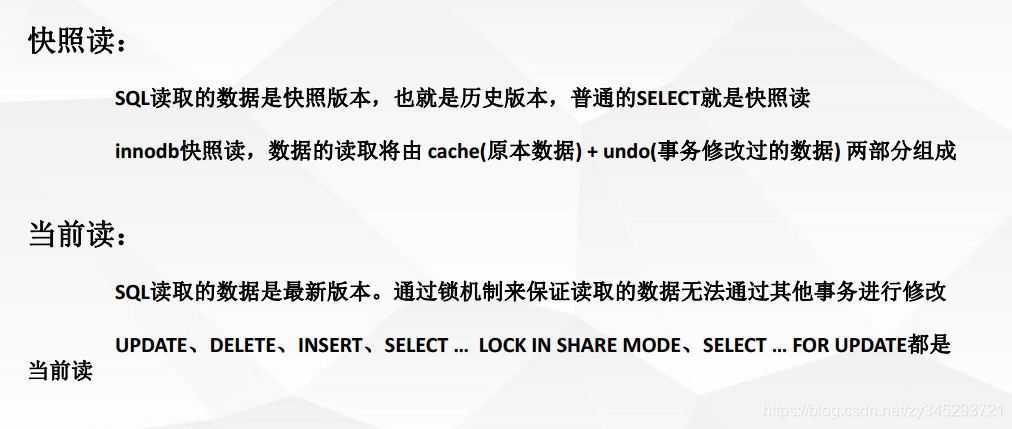 快照读：
SQL读取的数据是快照版本，也就是历史版本，普通的SELECT就是快照读
innodb快照读，数据的读取将由 cache(原本数据) + undo(事务修改过的数据) 两部分组成
当前读：
SQL读取的数据是最新版本。通过锁机制来保证读取的数据无法通过其他事务进行修改
UPDATE、DELETE、INSERT、SELECT … LOCK IN SHARE MODE、SELECT … FOR UPDATE都是
当前读
https://blog.csdn.net/zy345293721